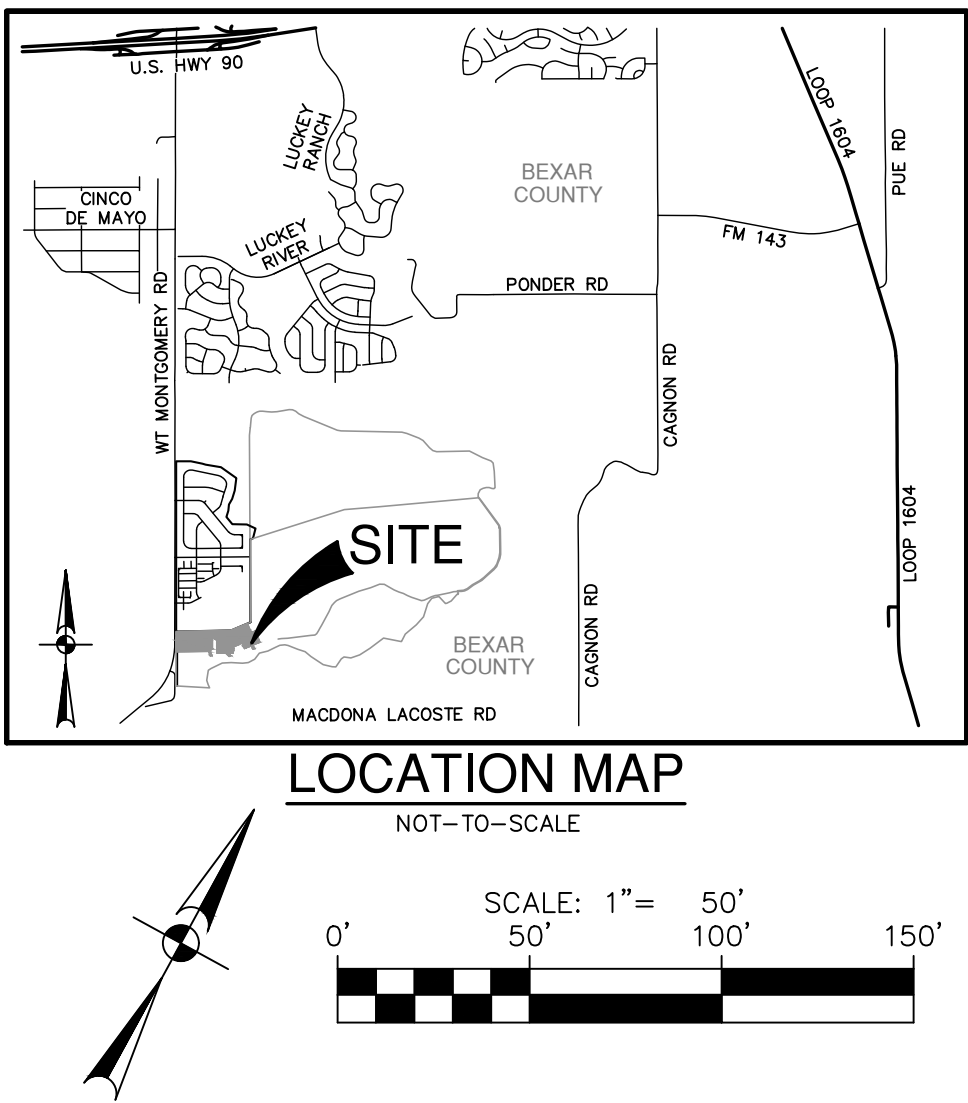 U.S. HWY 90
LUCKEY
RANCH
LOOP 1604
PUE RD
BEXAR
COUNTY
CINCO
DE MAYO
LUCKEY
RIVER
FM 143
PONDER RD
WT MONTGOMERY RD
CAGNON RD
LOOP 1604
SITE
CAGNON RD
BEXAR
COUNTY
MACDONA LACOSTE RD
LOCATION MAP
NOT-TO-SCALE
SCALE: 1"= 50'
0' 50' 100' 150'